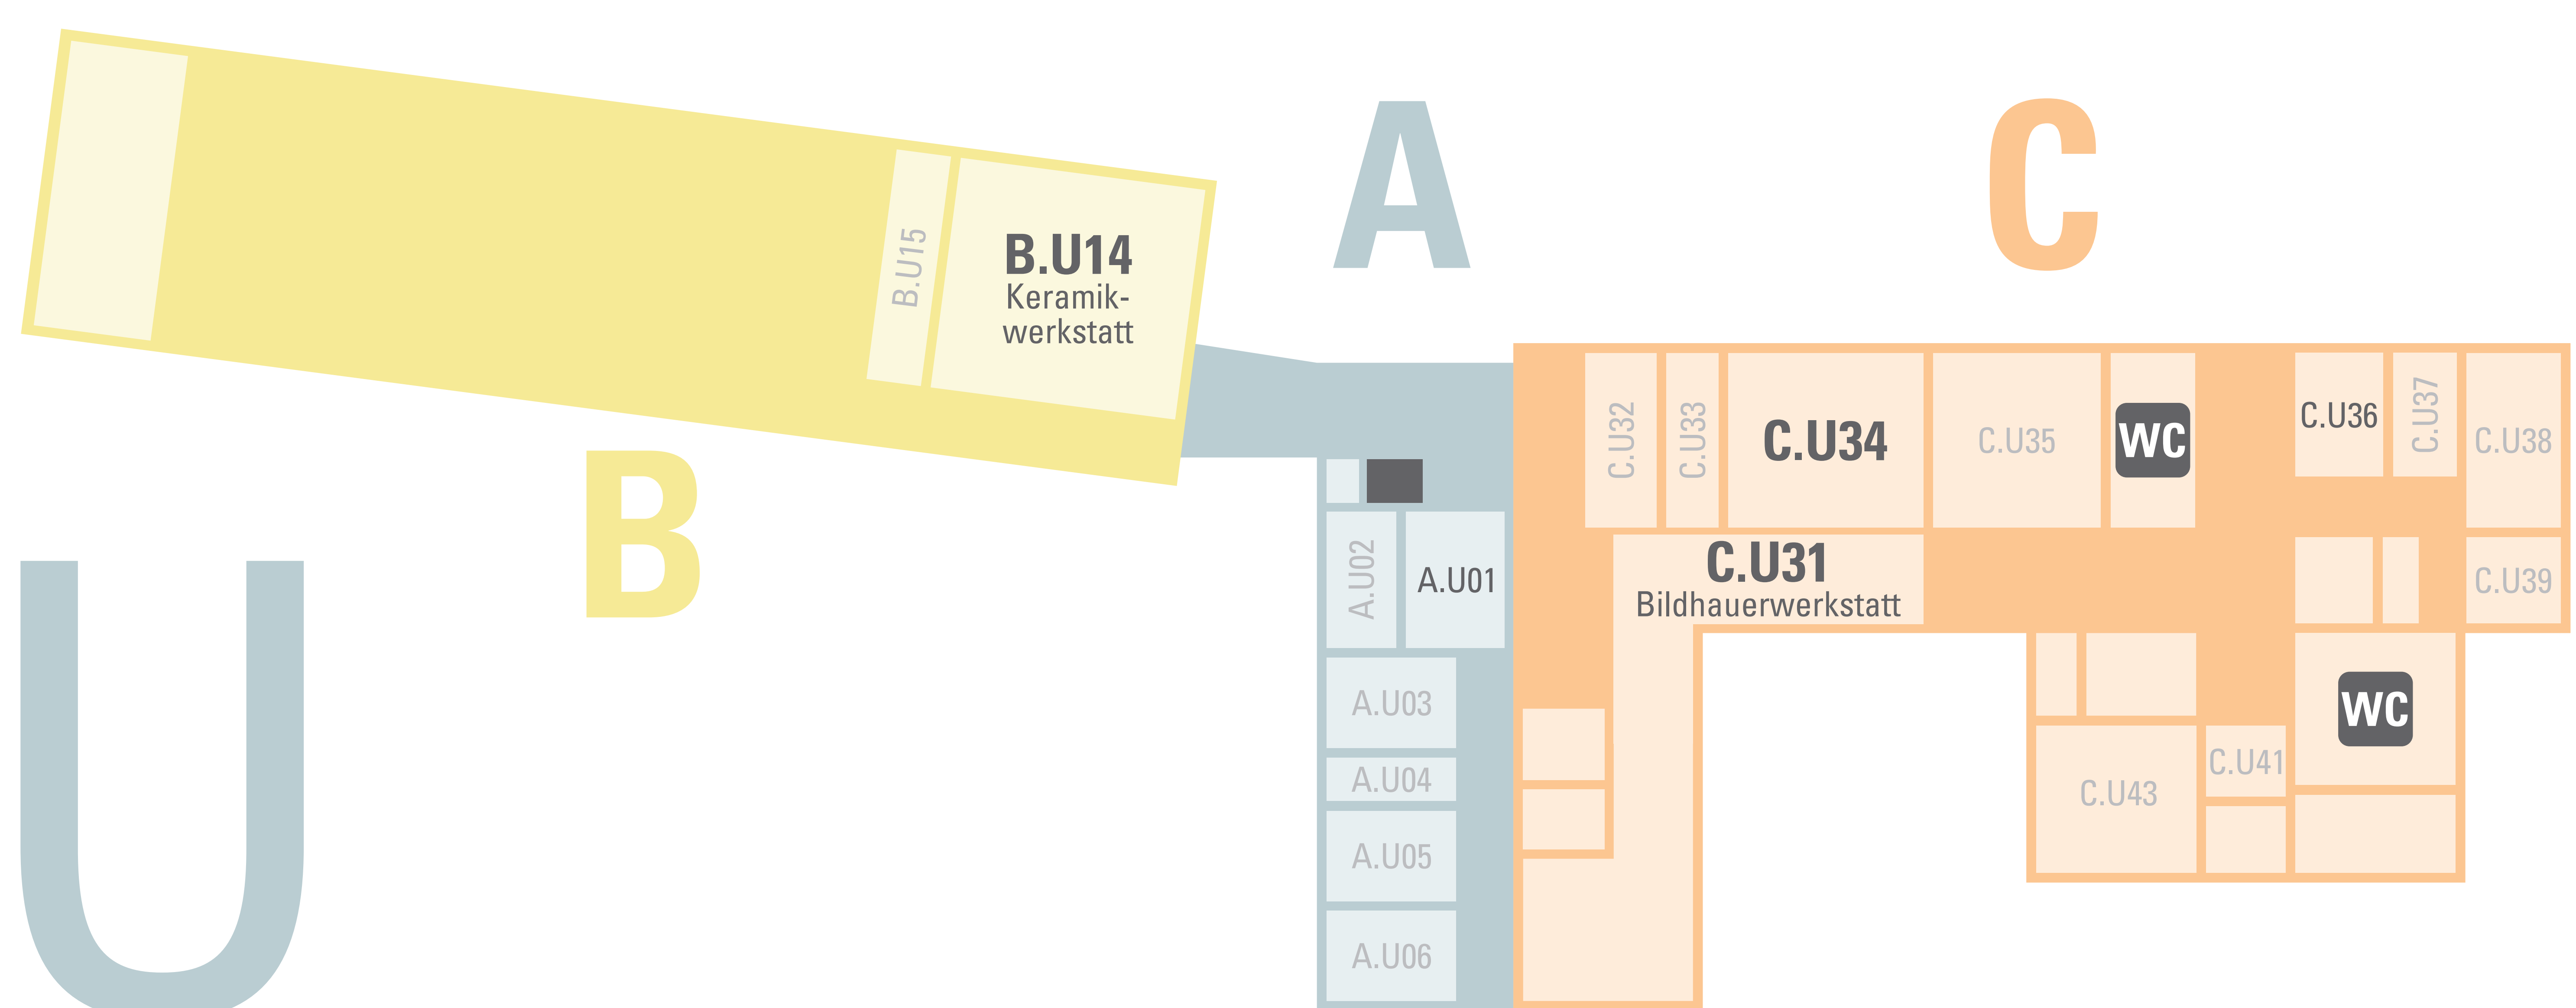 A
C
B.U15
B.U14
Keramik-
werkstatt
B
U
C.U32
C.U33
C.U34
C.U35
WC
C.U36
C.U37
C.U38
C.U31
Bildhauerwerkstatt
C.U39
A.U02
A.U01
A.U03
A.U04
A.U05
A.U06
WC
C.U41
C.U43